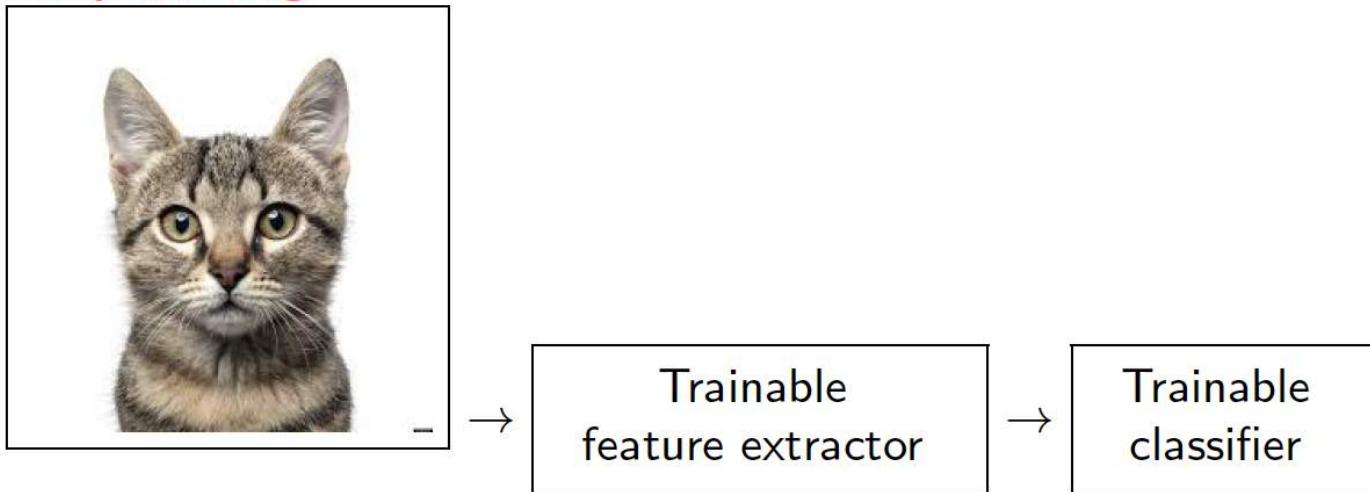 → Trainable feature extractor → Trainable classifier